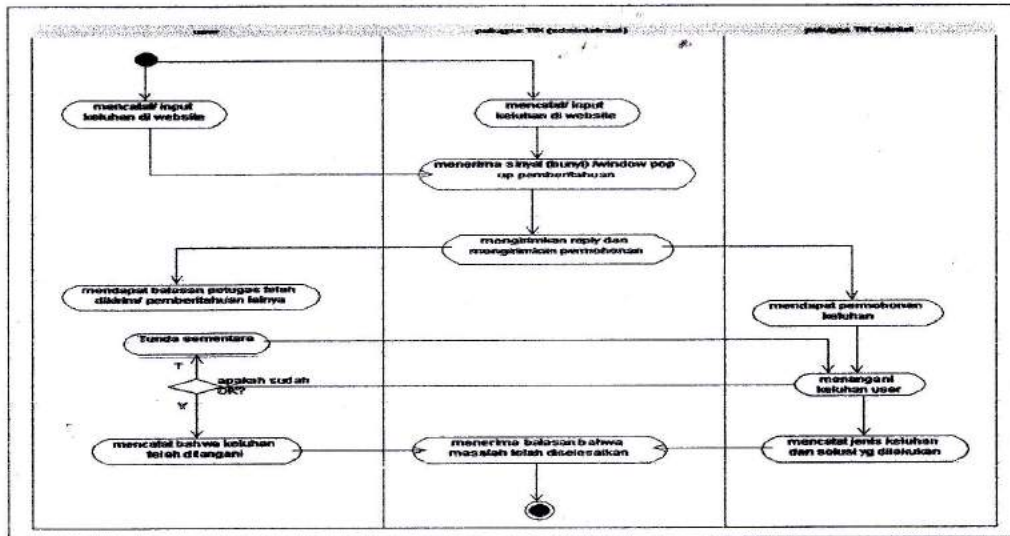 user
petugas TIK (administrasi)
petugas TIK teknisi
mencatat/ input
keluhan di website
mencatat/ input
keluhan di website
menerima sinyal (bunyi) /window pop
up pemberitahuan
mengirimkan reply dan
mengirimkan permohonan
mendapat balasan petugas telah
dikirim/ pemberitahuan lainya
mendapat permohonan
keluhan
Tunda sementara
T
apakah sudah
OK?
Y
menangani
keluhan user
mencatat bahwa keluhan
telah ditangani
menerima balasan bahwa
masalah telah diselesaikan
mencatat jenis keluhan
dan solusi yg dilakukan